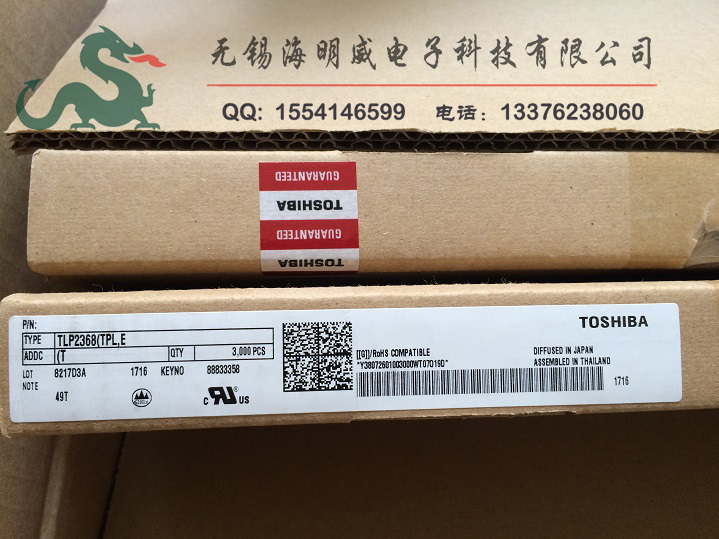 无锡海明威电子科技有限公司
QQ: 1554146599 电话: 13376238060
GUARANTEED
TOSHIBA
GUARANTEED
TOSHIBA
P/N:
TYPE TLP2368(TPL,E
ADDC (T QTY 3,000 PCS
LOT 8217D3A 1716 KEYNO 88833358
NOTE
49T
C US
TOSHIBA
[[G]]/RoHS COMPATIBLE
DIFFUSED IN JAPAN
ASSEMBLED IN THAILAND
"Y38072601003000WT07019D"
1716